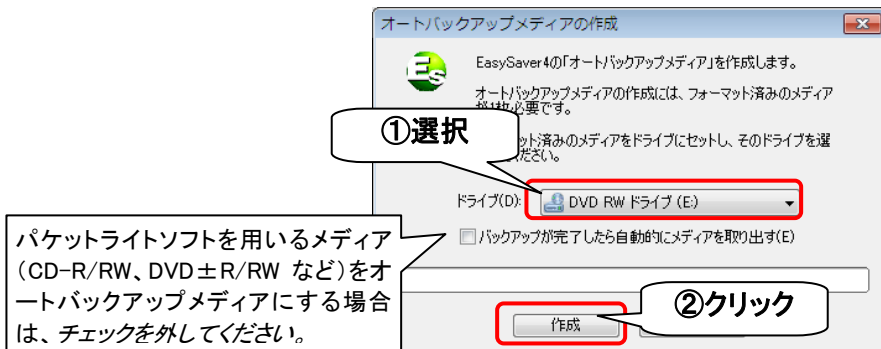 オートバックアップメディアの作成
Es
EasySaver4の「オートバックアップメディア」を作成します。
オートバックアップメディアの作成には、フォーマット済みのメディア
が1枚必要です。
①選択
ット済みのメディアをドライブにセットし、そのドライブを選
ださい。
ドライブ(D):
DVD RW ドライブ (E:)
バックアップが完了したら自動的にメディアを取り出す(E)
パケットライトソフトを用いるメディア
（CD-R/RW、DVD±R/RW など）をオ
ートバックアップメディアにする場合
は、チェックを外してください。
②クリック
作成